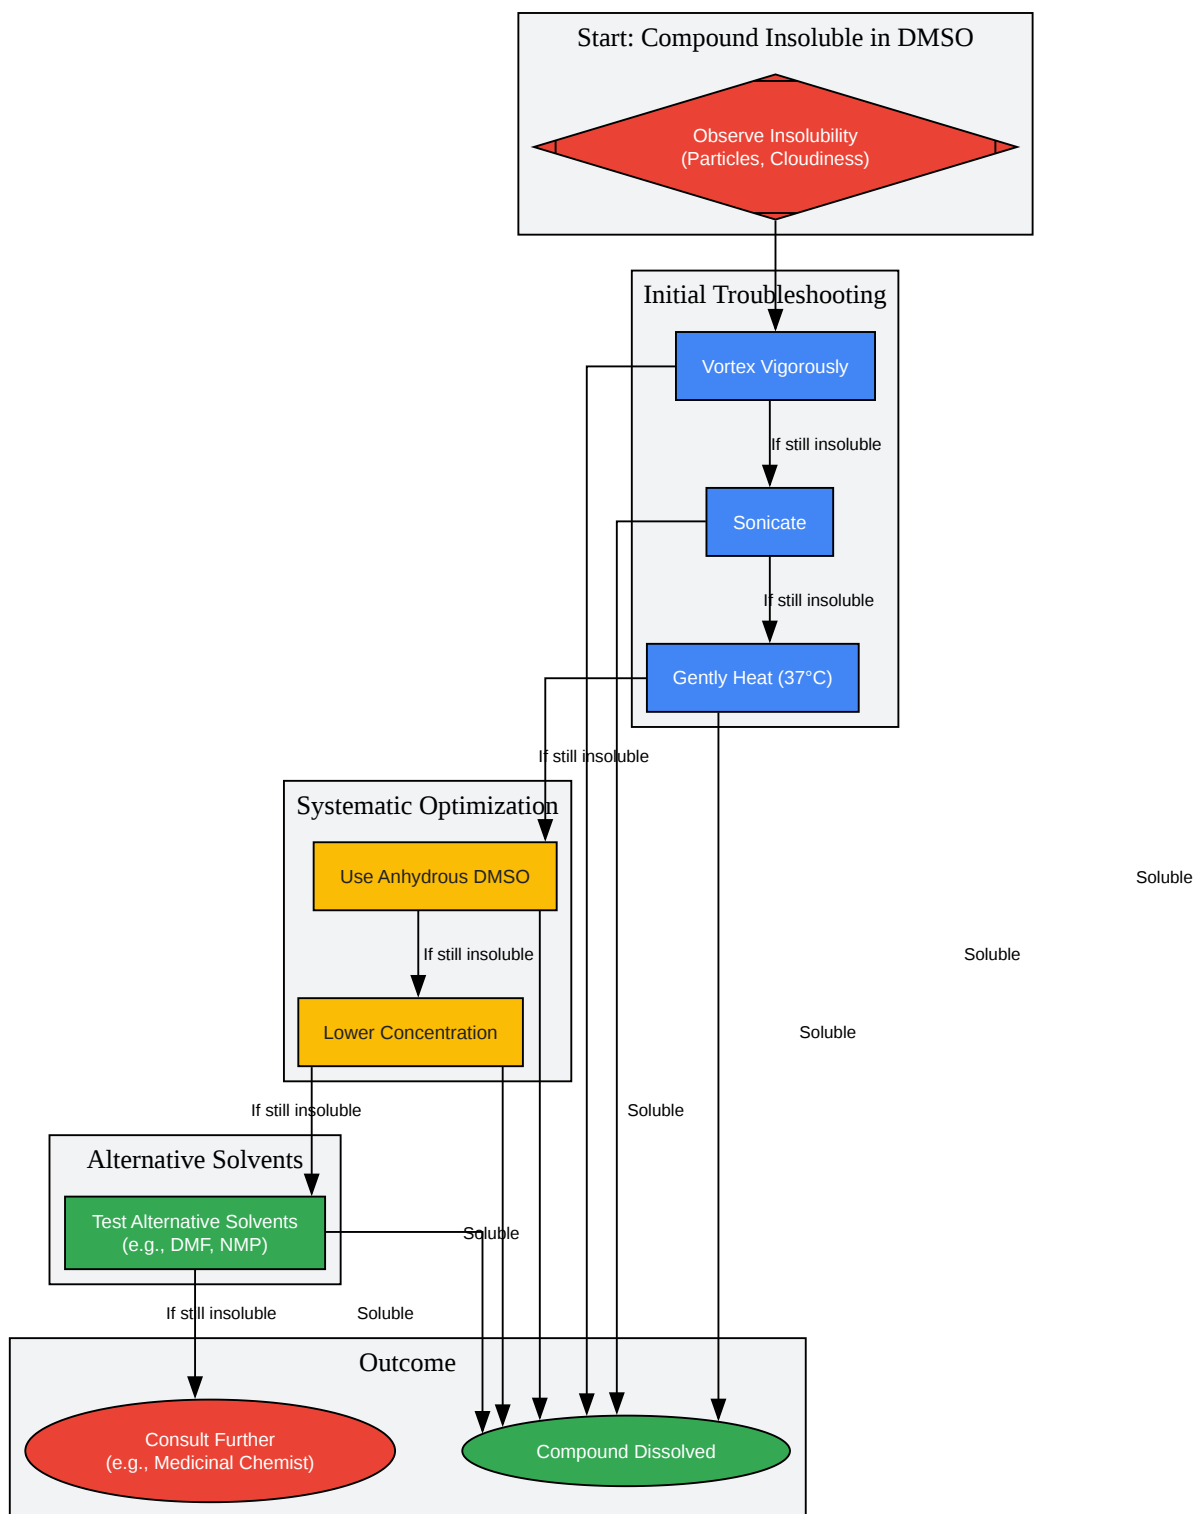 Start: Compound Insoluble in DMSO
Observe Insolubility
(Particles, Cloudiness)
Initial Troubleshooting
Vortex Vigorously
If still insoluble
Sonicate
If still insoluble
Gently Heat (37°C)
If still insoluble
Systematic Optimization
Use Anhydrous DMSO
Soluble
If still insoluble
Soluble
Lower Concentration
Soluble
If still insoluble
Soluble
Alternative Solvents
Test Alternative Solvents
(e.g., DMF, NMP)
Soluble
If still insoluble
Soluble
Outcome
Consult Further
(e.g., Medicinal Chemist)
Compound Dissolved